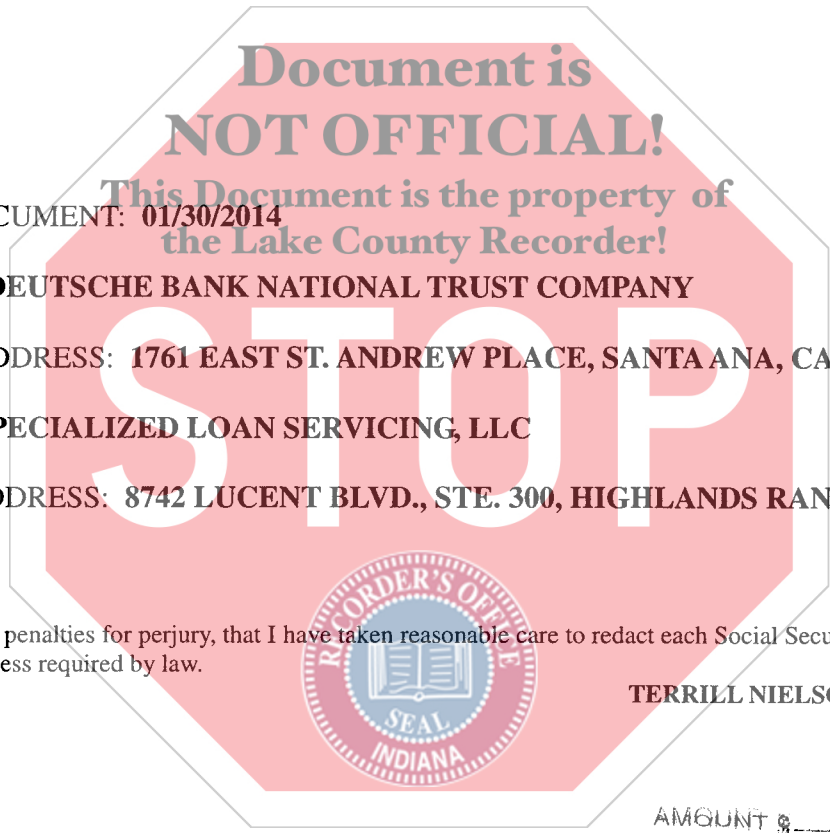 Document is
NOT OFFICIAL!
This Document is the property of
the Lake County Recorder!
CUMENT: 01/30/2014
DEUTSCHE BANK NATIONAL TRUST COMPANY
DDRESS: 1761 EAST ST. ANDREW PLACE, SANTA ANA, CA
STOP
PECIALIZED LOAN SERVICING, LLC
DDRESS: 8742 LUCENT BLVD., STE. 300, HIGHLANDS RAN
RECORDER'S OFFICE
SEAL
INDIANA
penalties for perjury, that I have taken reasonable care to redact each Social Secu
ess required by law.
TERRILL NIELSO
AMOUNT $